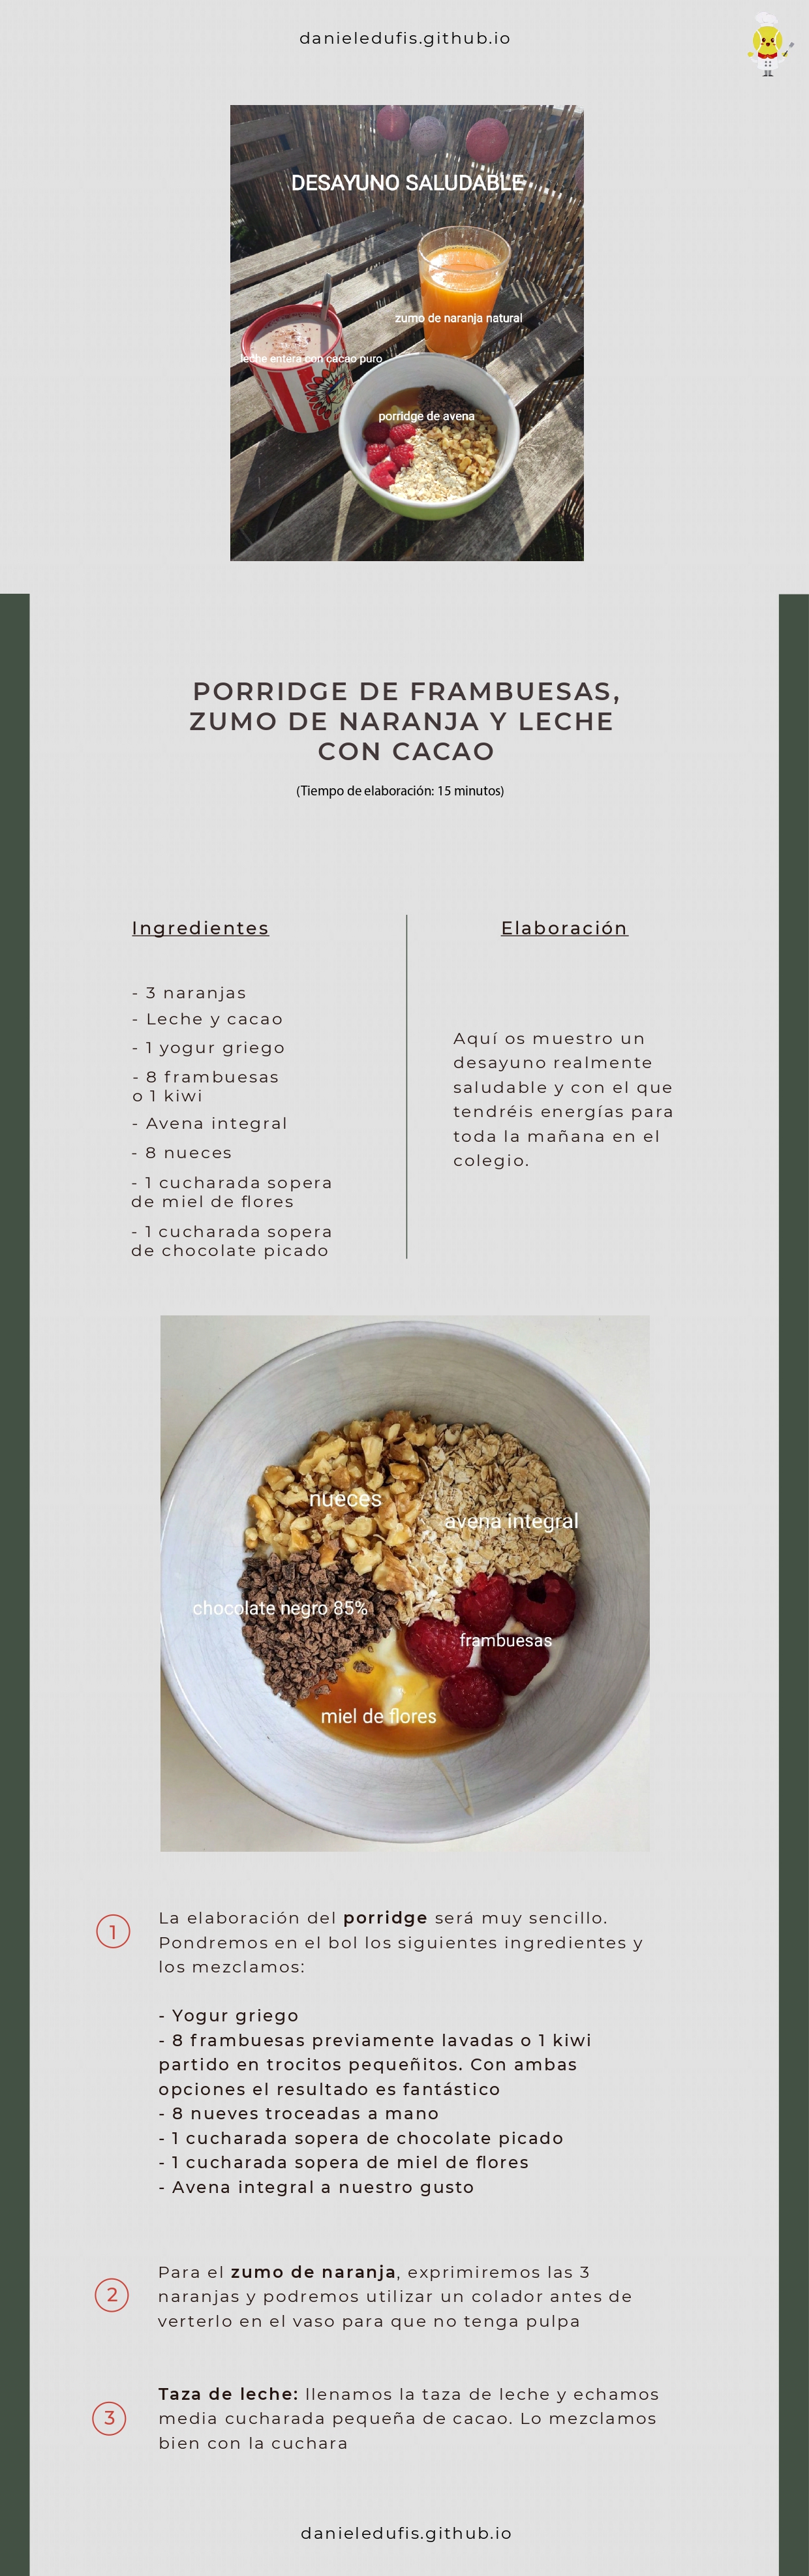 danieledufis.github.io
DESAYUNO SALUDABLE
zumo de naranja natural
leche entera con cacao puro
porridge de avena
PORRIDGE DE FRAMBUESAS,
ZUMO DE NARANJA Y LECHE
CON CACAO
(Tiempo de elaboración: 15 minutos)
Ingredientes
- 3 naranjas
- Leche y cacao
- 1 yogur griego
- 8 frambuesas
o 1 kiwi
- Avena integral
- 8 nueces
- 1 cucharada sopera
de miel de flores
- 1 cucharada sopera
de chocolate picado
Elaboración
Aquí os muestro un
desayuno realmente
saludable y con el que
tendréis energías para
toda la mañana en el
colegio.
nueces
avena integral
chocolate negro 85%
frambuesas
miel de flores
1
La elaboración del porridge será muy sencillo.
Pondremos en el bol los siguientes ingredientes y
los mezclamos:
- Yogur griego
- 8 frambuesas previamente lavadas o 1 kiwi
partido en trocitos pequeñitos. Con ambas
opciones el resultado es fantástico
- 8 nueves troceadas a mano
- 1 cucharada sopera de chocolate picado
- 1 cucharada sopera de miel de flores
- Avena integral a nuestro gusto
2
Para el zumo de naranja, exprimiremos las 3
naranjas y podremos utilizar un colador antes de
verterlo en el vaso para que no tenga pulpa
3
Taza de leche: llenamos la taza de leche y echamos
media cucharada pequeña de cacao. Lo mezclamos
bien con la cuchara
danieledufis.github.io